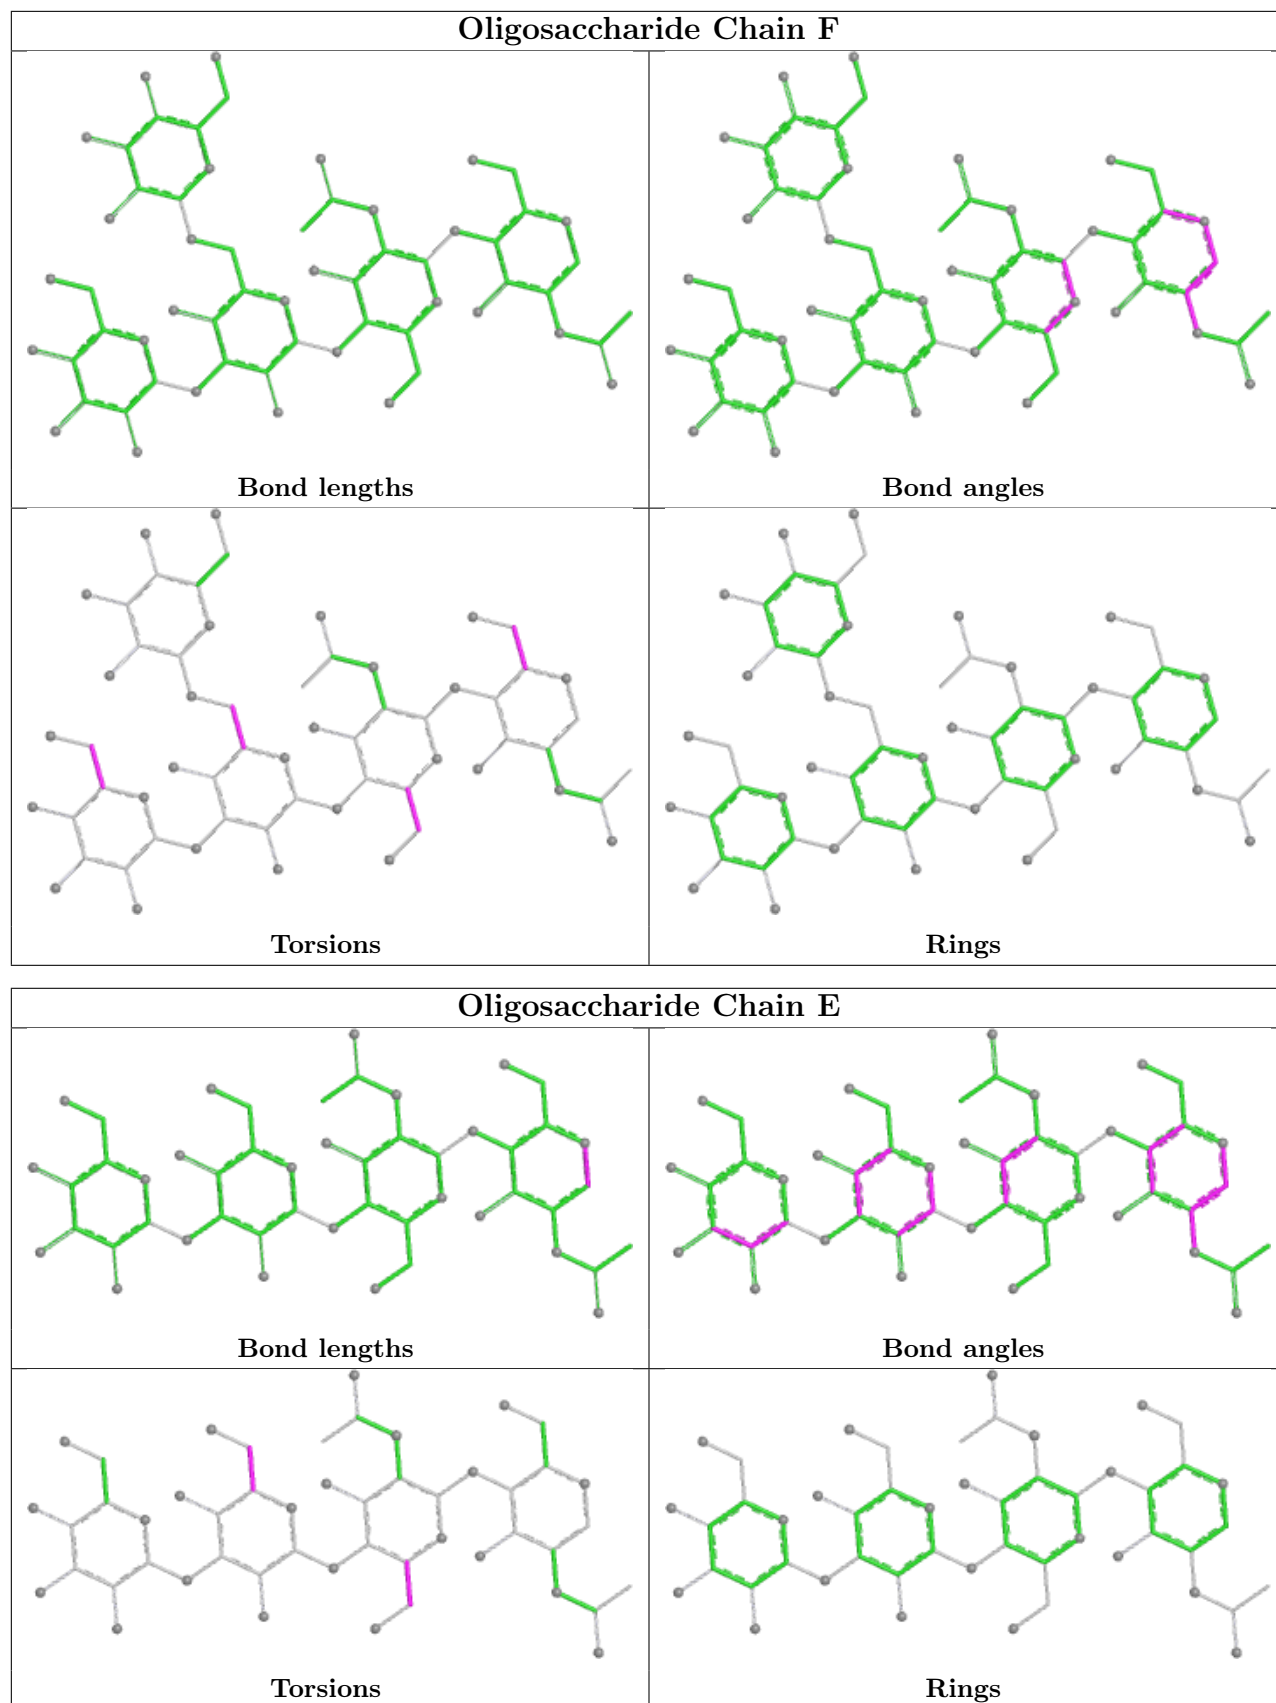 Oligosaccharide Chain F
Bond lengths
Bond angles
Torsions
Rings
Oligosaccharide Chain E
Bond lengths
Bond angles
Torsions
Rings